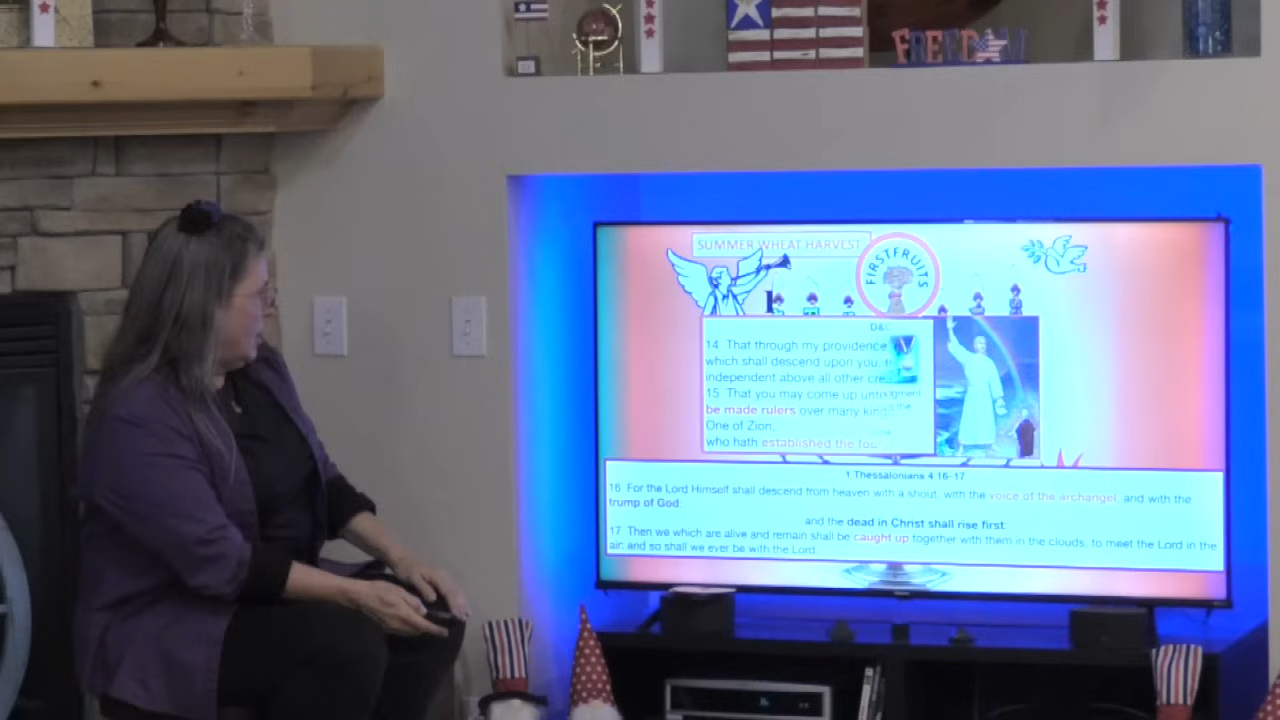 FREEDOM
SUMMER WHEAT HARVEST
FIRSTFRUITS
D&C
14 That through my providence
which shall descend upon you,
independent above all other
15 That you may come up unto
be made rulers over many
One of Zion,
who hath established the
1 Thessalonians 4:16-17
16 For the Lord Himself shall descend from heaven with a shout, with the voice of the archangel, and with the
trump of God:
and the dead in Christ shall rise first:
17 Then we which are alive and remain shall be caught up together with them in the clouds, to meet the Lord in the
air: and so shall we ever be with the Lord.